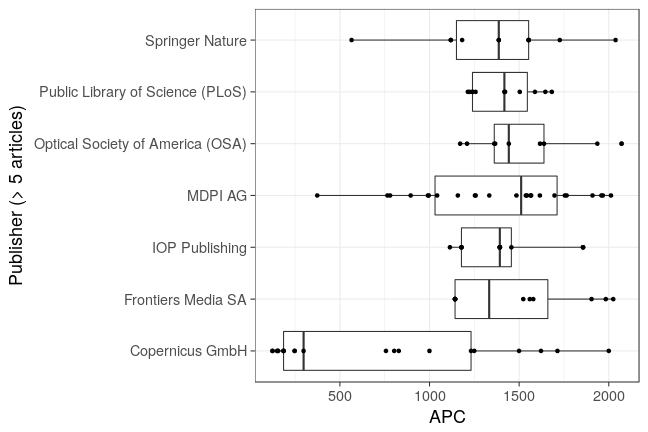 Publisher (> 5 articles)
Springer Nature
Public Library of Science (PLoS)
Optical Society of America (OSA)
MDPI AG
IOP Publishing
Frontiers Media SA
Copernicus GmbH
500 1000 1500 2000
APC